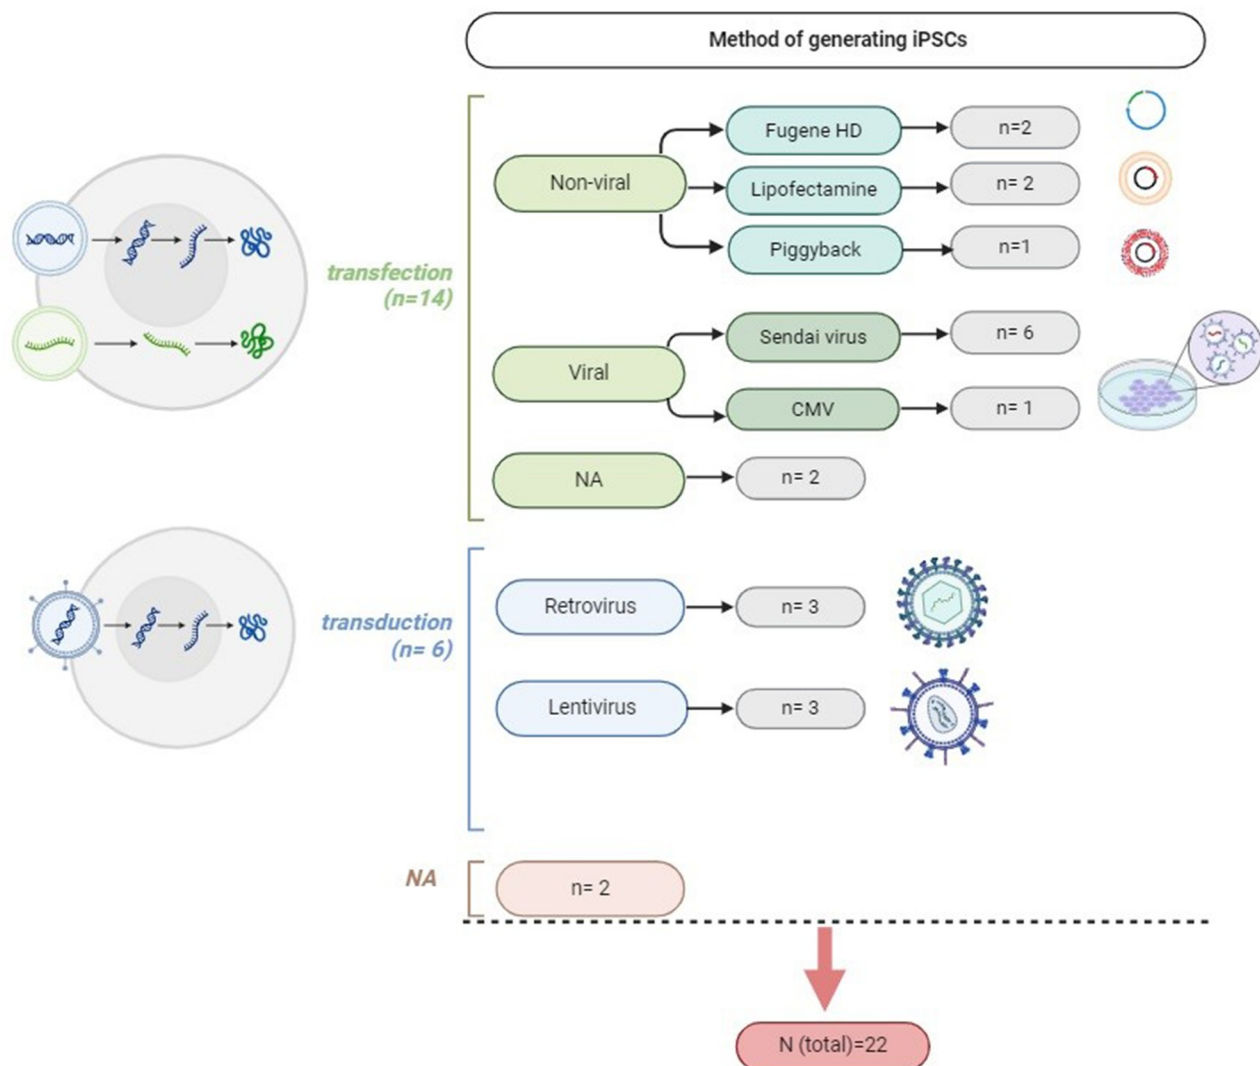 Method of generating iPSCs
transfection
(n=14)
Non-viral
Fugene HD
n=2
Lipofectamine
n= 2
Piggyback
n=1
Viral
Sendai virus
n= 6
CMV
n= 1
NA
n= 2
transduction
(n= 6)
Retrovirus
n= 3
Lentivirus
n= 3
NA
n= 2
N (total)=22